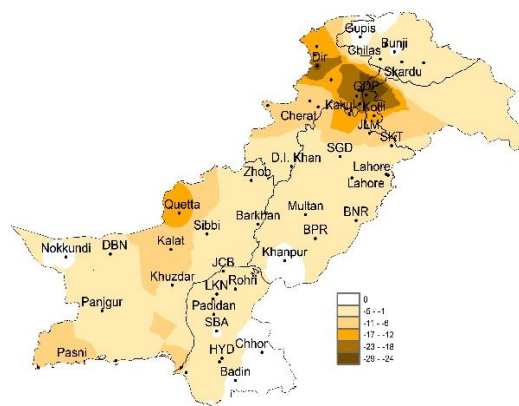 Gupis
Bunji
Chilas
Skardu
Dir
GDP
Kakul
Kotli
Cherat
JLM
SKT
SGD
D.I. Khan
Lahore
Lahore
Zhob
Quetta
Multan
Barkhan
BNR
Sibbi
BPR
DBN
Kalat
Nokkundi
Khanpur
JCB
Khuzdar
LKN
Rohri
Panjgur
Padidan
SBA
Chhor
Pasni
HYD
Badin
0
-5 - -1
-11 - -6
-17 - -12
-23 - -18
-29 - -24